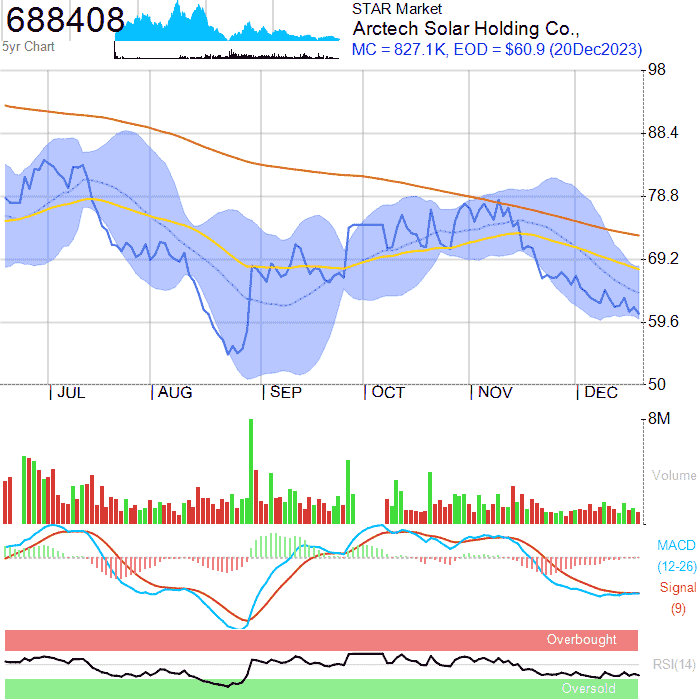 688408
STAR Market
Arctech Solar Holding Co.,
5yr Chart
MC = 827.1K, EOD = $60.9 (20Dec2023)
98
88.4
78.8
69.2
59.6
50
JUL AUG SEP OCT NOV DEC
8M
Volume
MACD
(12-26)
Signal
(9)
Overbought
RSI(14)
Oversold